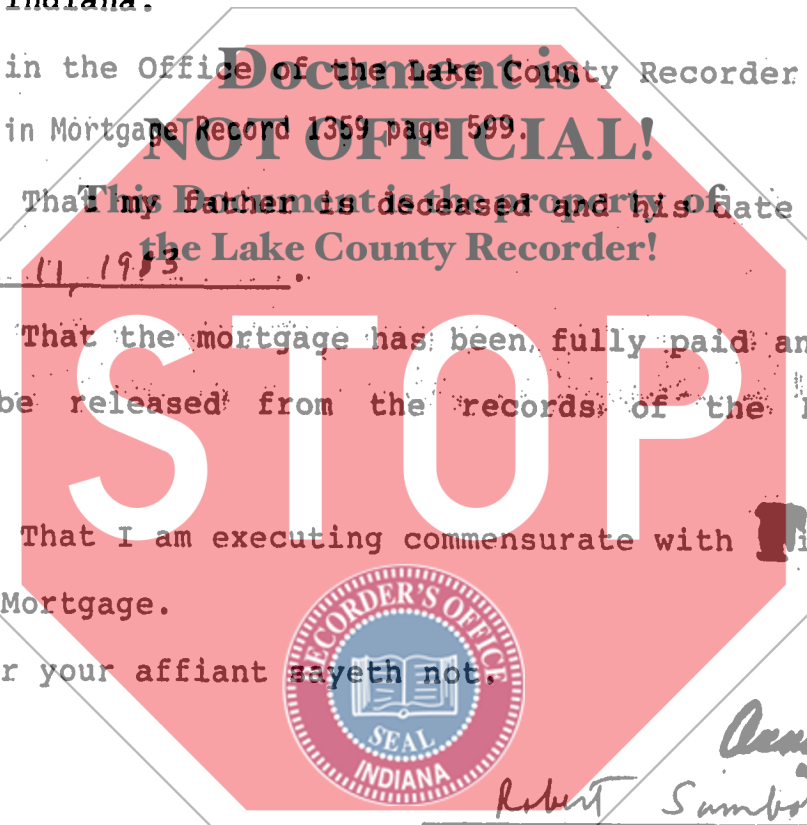 Indiana.
in the Office of the Lake County Recorder
Document is
in Mortgage Record 1359 page 599.
NOT OFFICIAL!
That my father is deceased and his date
This Document is the property of
the Lake County Recorder!
11, 1983.
That the mortgage has been fully paid an
be released from the records of the
STOP
That I am executing commensurate with
Mortgage.
RECORDER'S OFFICE
r your affiant sayeth not.
SEAL
INDIANA
Robert